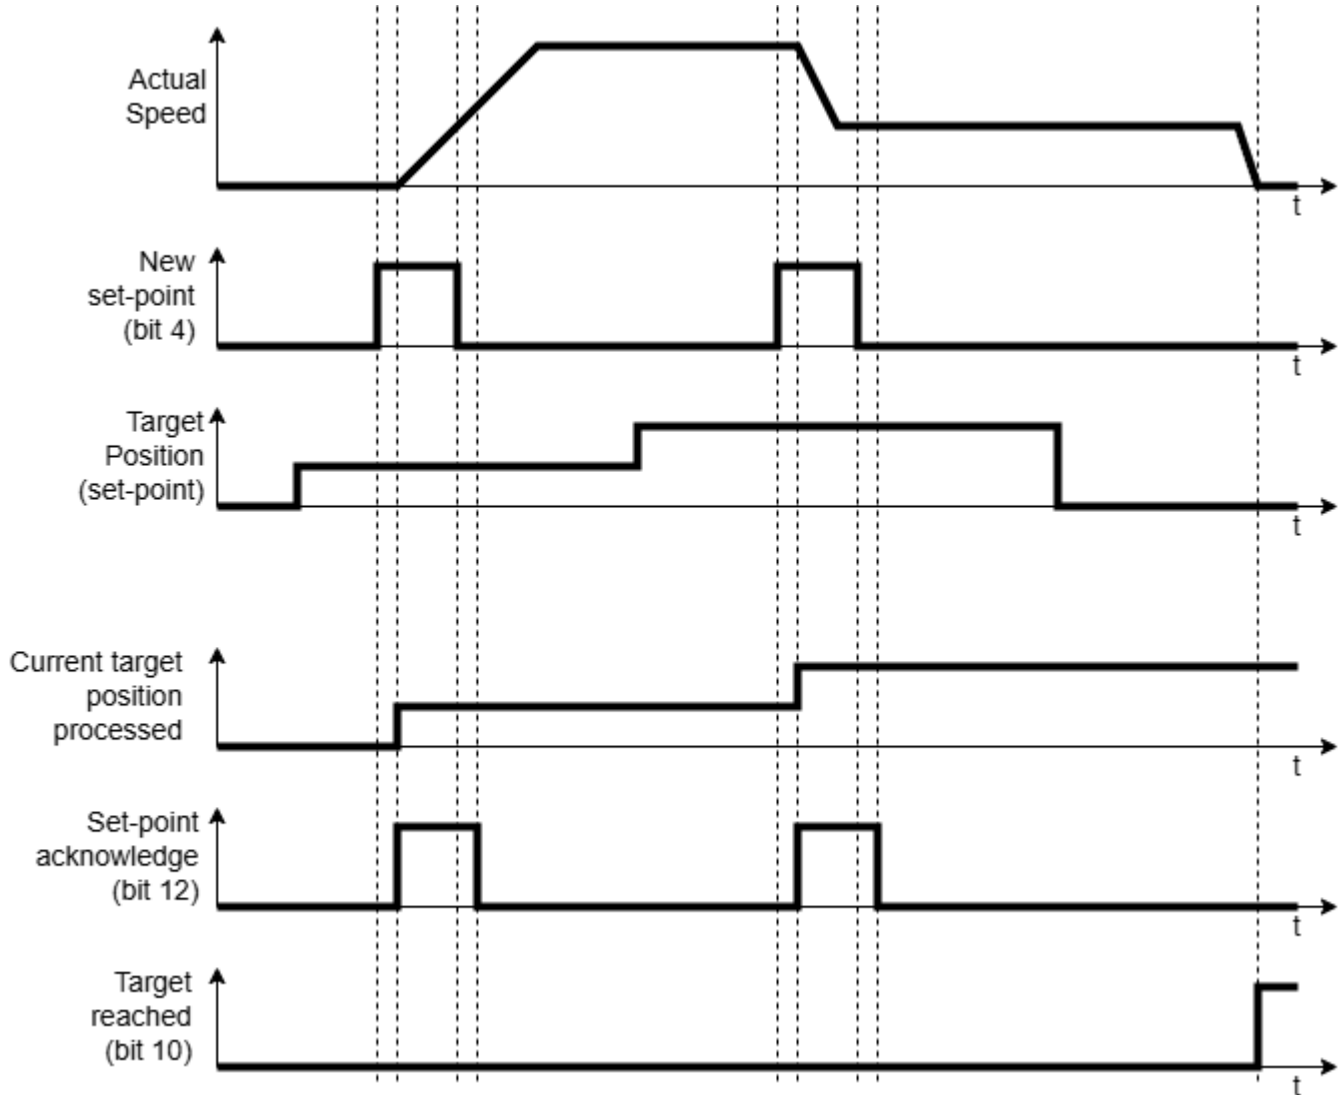 Actual
Speed
t
New
set-point
(bit 4)
t
Target
Position
(set-point)
t
Current target
position
processed
t
Set-point
acknowledge
(bit 12)
t
Target
reached
(bit 10)
t